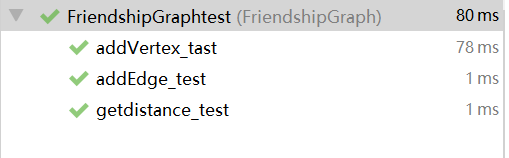 FriendshipGraphtest (FriendshipGraph) 80 ms
addVertex_tast 78 ms
addEdge_test 1 ms
getdistance_test 1 ms